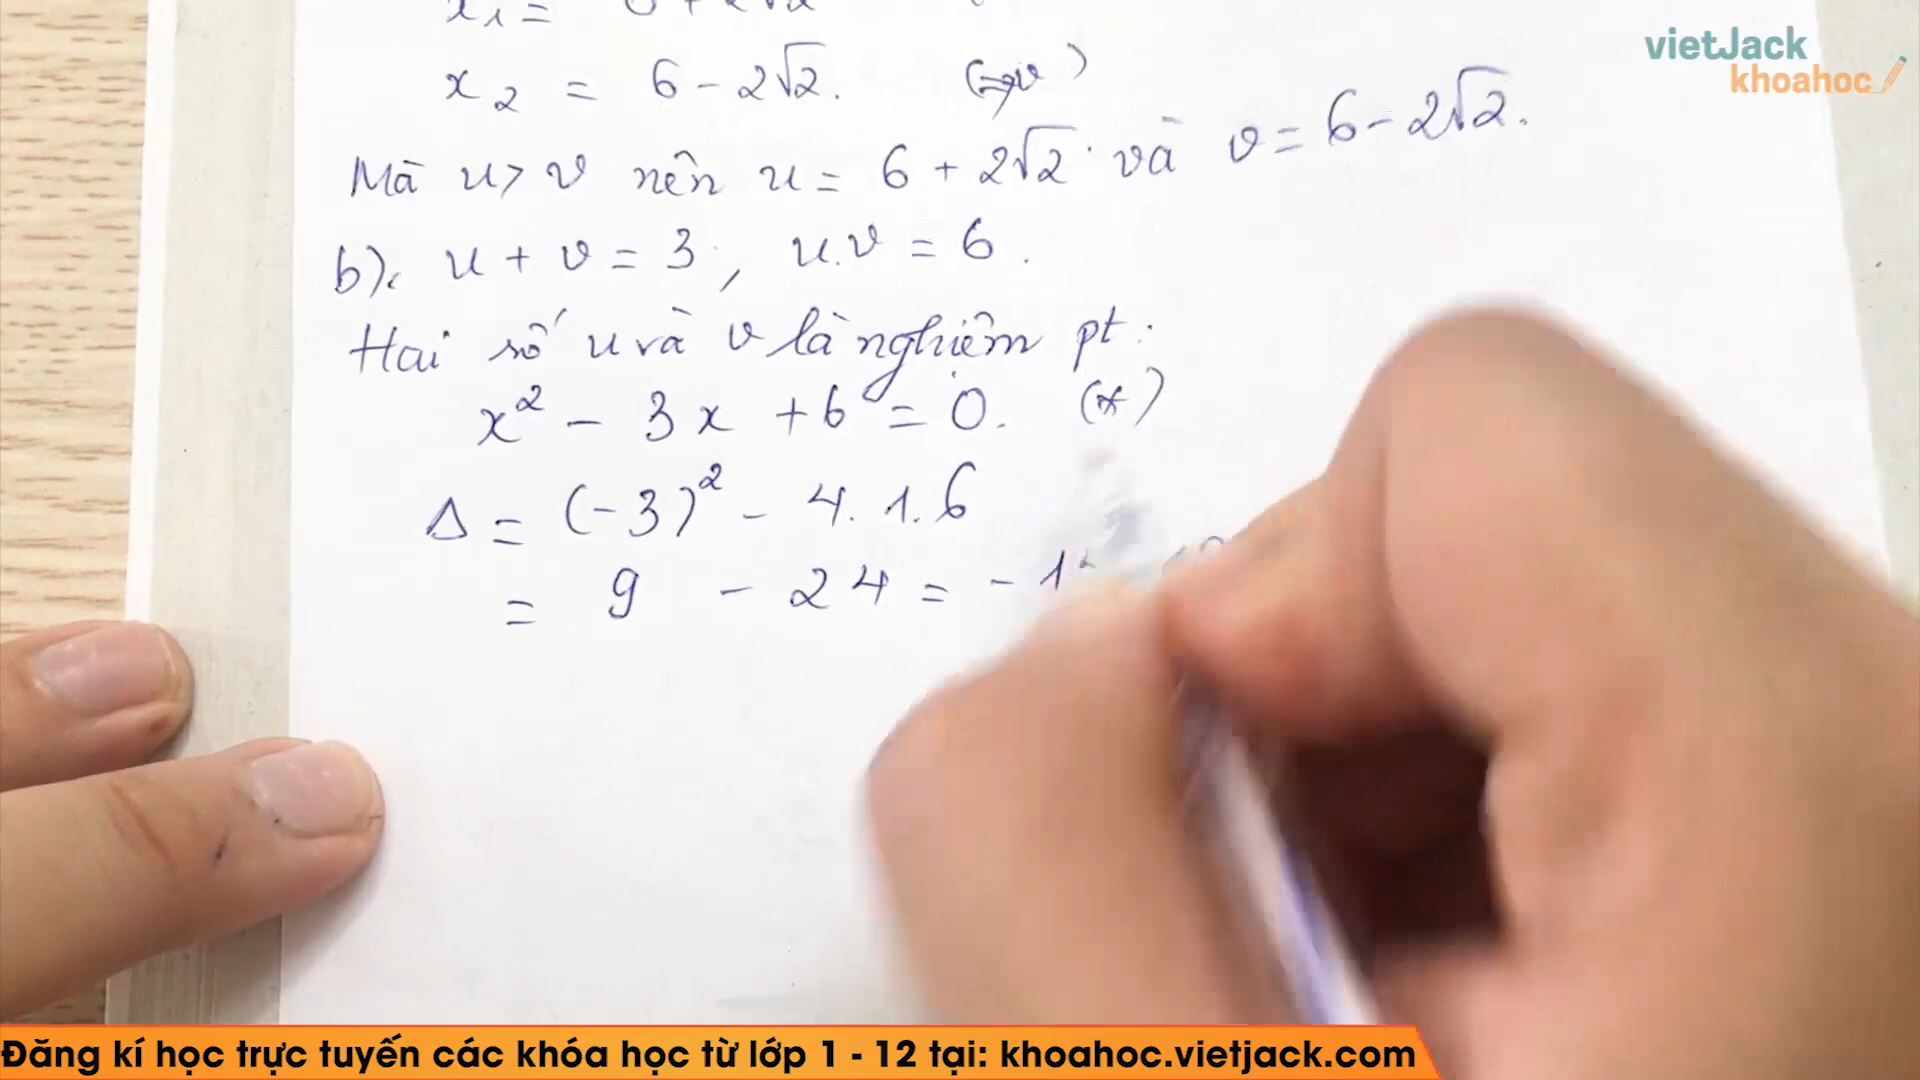 vietJack
khoahoc
x₂ = 6 - 2√2.
Mà u > v nên u = 6 + 2√2 và v = 6 - 2√2.
b). u + v = 3, u.v = 6.
Hai số u và v là nghiệm pt:
x² - 3x + 6 = 0. (*)
Δ = (-3)² - 4.1.6
= 9 - 24 = -1
Đăng kí học trực tuyến các khóa học từ lớp 1 - 12 tại: khoahoc.vietjack.com